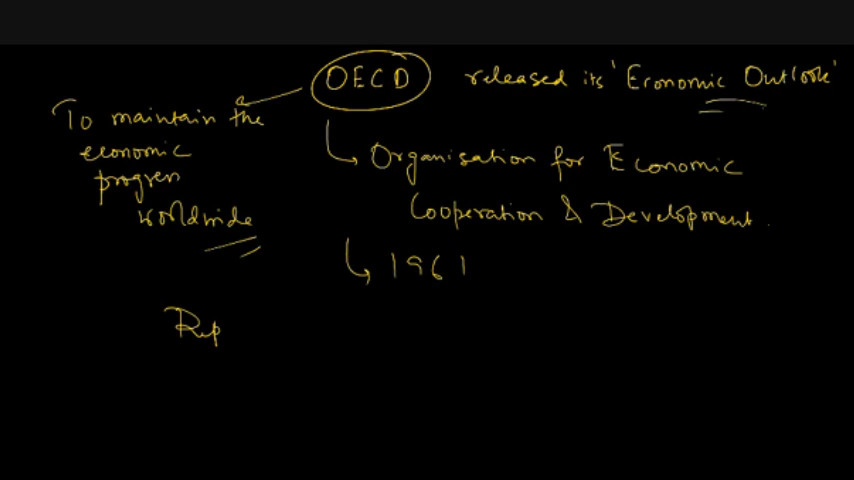 OECD released its 'Economic Outlook'
To maintain the
economic
progress
worldwide
Organisation for Economic
Cooperation & Development.
1961
Rep